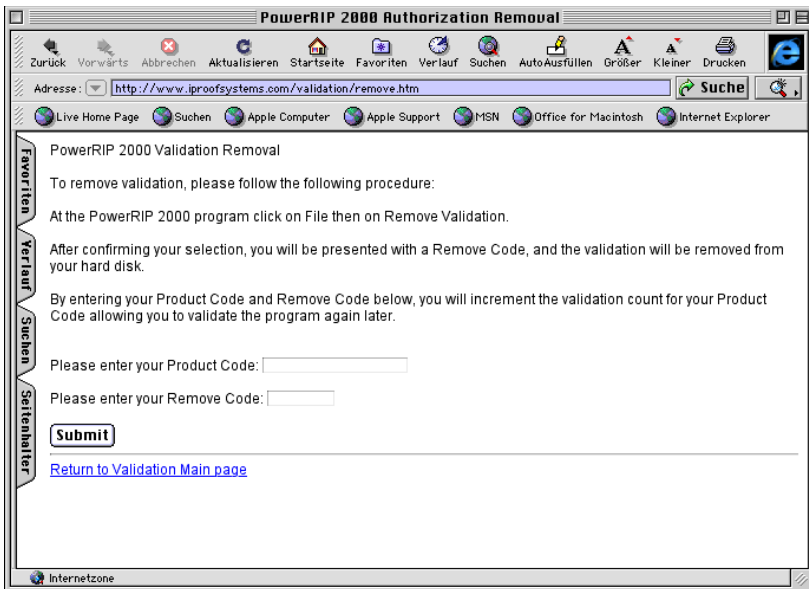 PowerRIP 2000 Authorization Removal
Zurück Vorwärts Abbrechen Aktualisieren Startseite Favoriten Verlauf Suchen AutoAusfüllen Größer Kleiner Drucken
Adresse: http://www.iproofsystems.com/validation/remove.htm Suche
Live Home Page Suchen Apple Computer Apple Support MSN Office for Macintosh Internet Explorer
Favoriten
Verlauf
Suchen
Seitenhalter
PowerRIP 2000 Validation Removal
To remove validation, please follow the following procedure:
At the PowerRIP 2000 program click on File then on Remove Validation.
After confirming your selection, you will be presented with a Remove Code, and the validation will be removed from
your hard disk.
By entering your Product Code and Remove Code below, you will increment the validation count for your Product
Code allowing you to validate the program again later.
Please enter your Product Code:
Please enter your Remove Code:
Submit
Return to Validation Main page
Internetzone